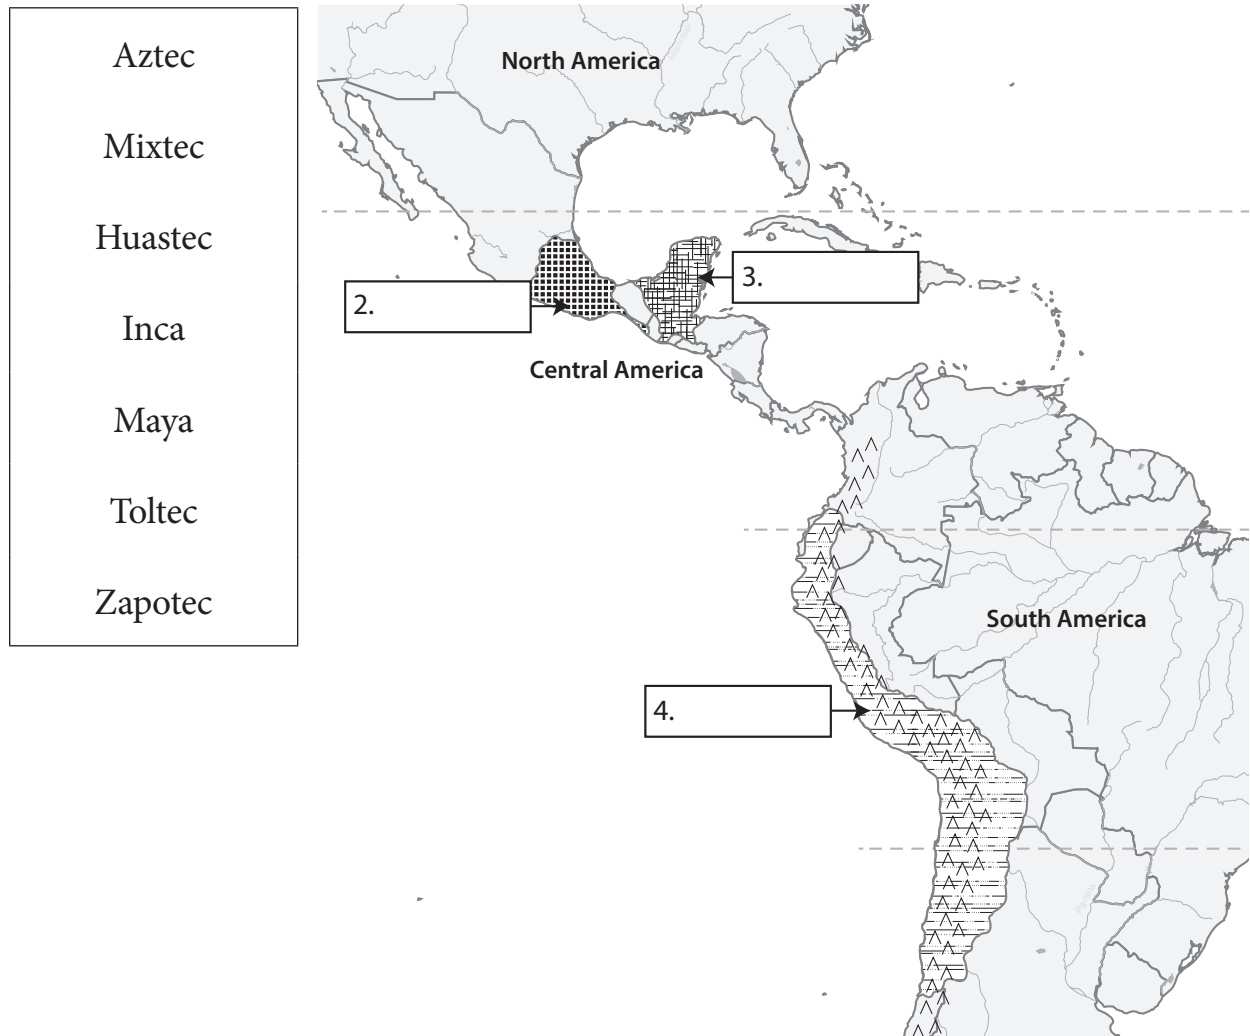 Aztec
Mixtec
Huastec
Inca
Maya
Toltec
Zapotec
North America
2.
3.
Central America
South America
4.